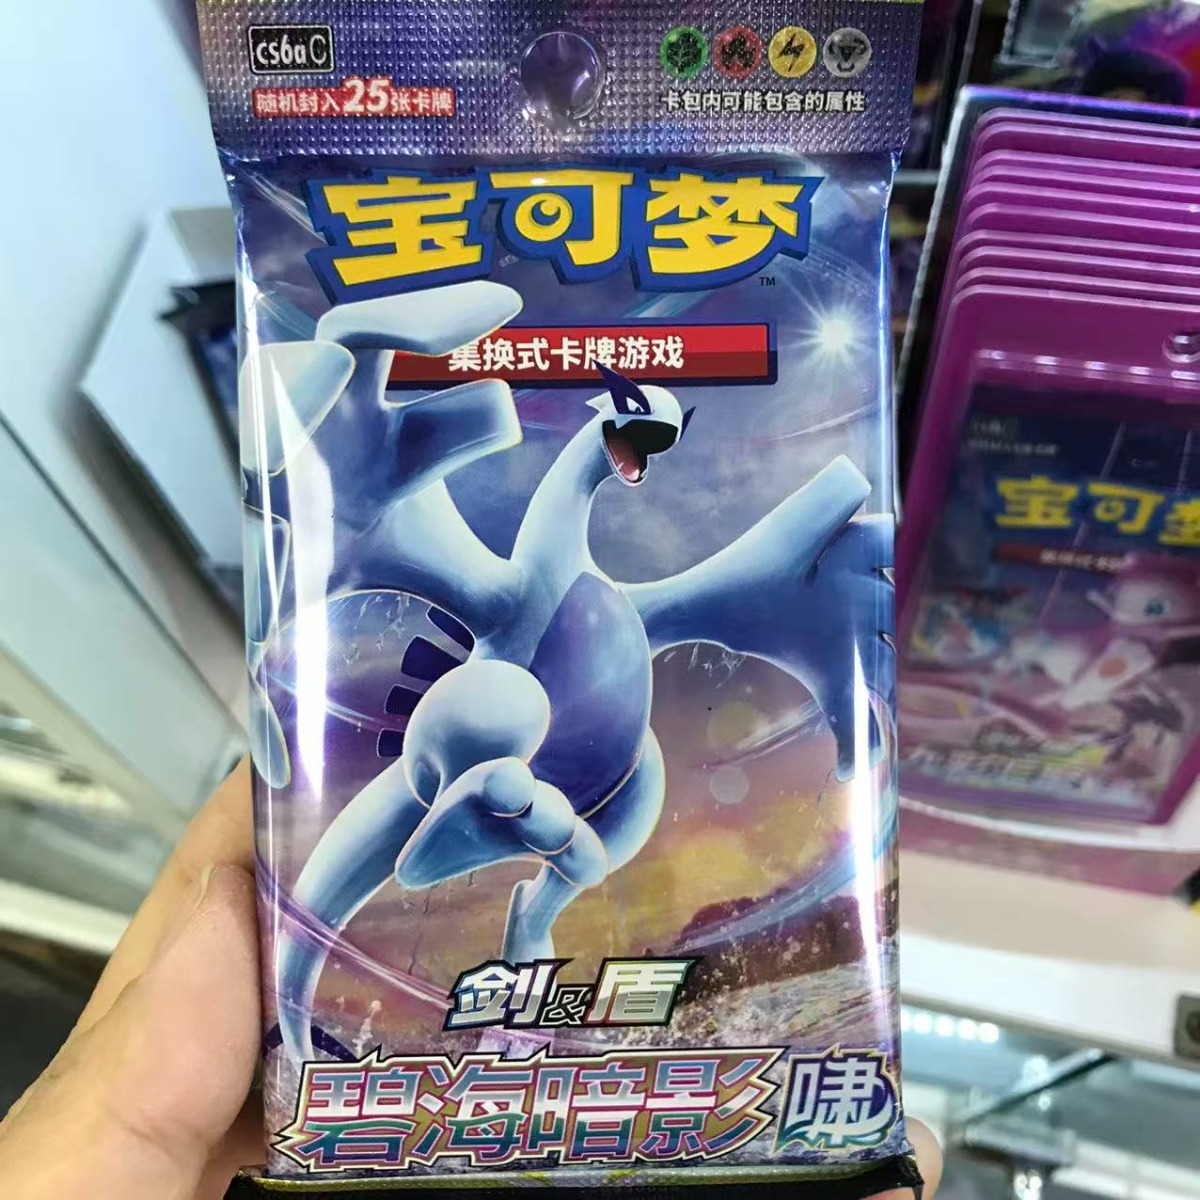 cs6aC
随机封入25张卡牌
卡包内可能包含的属性
宝可梦
TM
集换式卡牌游戏
剑&盾
碧海暗影 啸
宝可梦